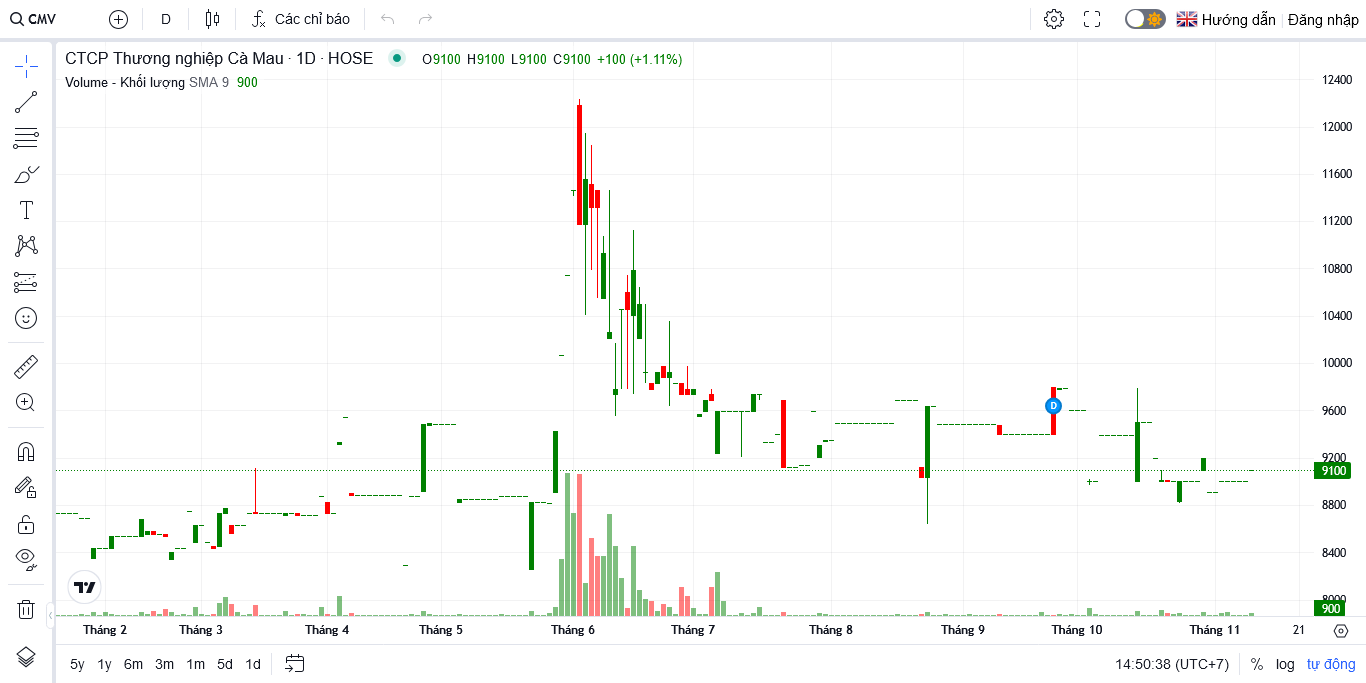 CMV D Các chỉ báo Hướng dẫn Đăng nhập
CTCP Thương nghiệp Cà Mau · 1D · HOSE O9100 H9100 L9100 C9100 +100 (+1.11%)
Volume - Khối lượng SMA 9 900
12400
12000
11600
11200
10800
10400
10000
9600
9200
9100
8800
8400
8000
900
D
Tháng 2 Tháng 3 Tháng 4 Tháng 5 Tháng 6 Tháng 7 Tháng 8 Tháng 9 Tháng 10 Tháng 11 21
5y 1y 6m 3m 1m 5d 1d 14:50:38 (UTC+7) % log tự động